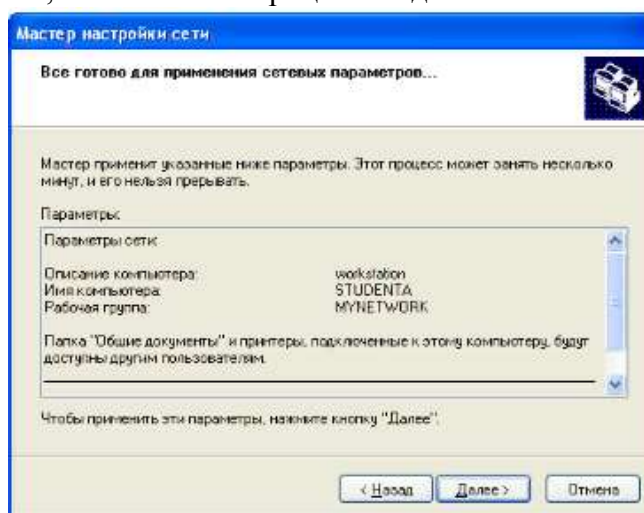 Мастер настройки сети
Все готово для применения сетевых параметров...
Мастер применит указанные ниже параметры. Этот процесс может занять несколько
минут, и его нельзя прерывать.
Параметры:
Параметры сети:
Описание компьютера: workstation
Имя компьютера: STUDENTA
Рабочая группа: MYNETWORK
Папка "Общие документы" и принтеры, подключенные к этому компьютеру, будут
доступны другим пользователям.
Чтобы применить эти параметры, нажмите кнопку "Далее".
< Назад Далее > Отмена